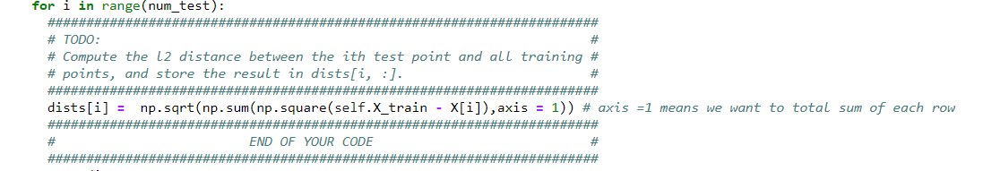 for i in range(num_test):
#######################################################################
# TODO:                                                               #
# Compute the l2 distance between the ith test point and all training #
# points, and store the result in dists[i, :].                        #
#######################################################################
dists[i] =  np.sqrt(np.sum(np.square(self.X_train - X[i]),axis = 1)) # axis =1 means we want to total sum of each row
#######################################################################
#                         END OF YOUR CODE                            #
#######################################################################